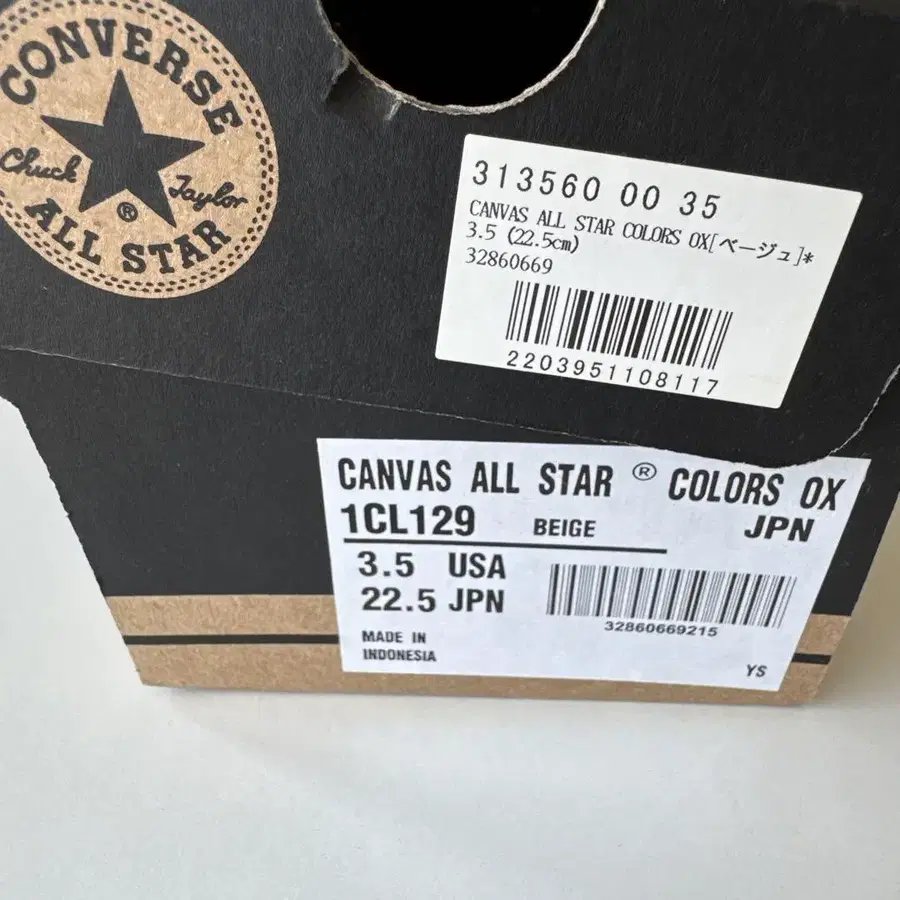 CONVERSE
Chuck Taylor
®
ALL STAR
313560 00 35
CANVAS ALL STAR COLORS OX[ベージュ]*
3.5 (22.5cm)
32860669
2203951108117
CANVAS ALL STAR ® COLORS OX
1CL129 BEIGE JPN
3.5 USA
22.5 JPN
32860669215
MADE IN
INDONESIA
YS